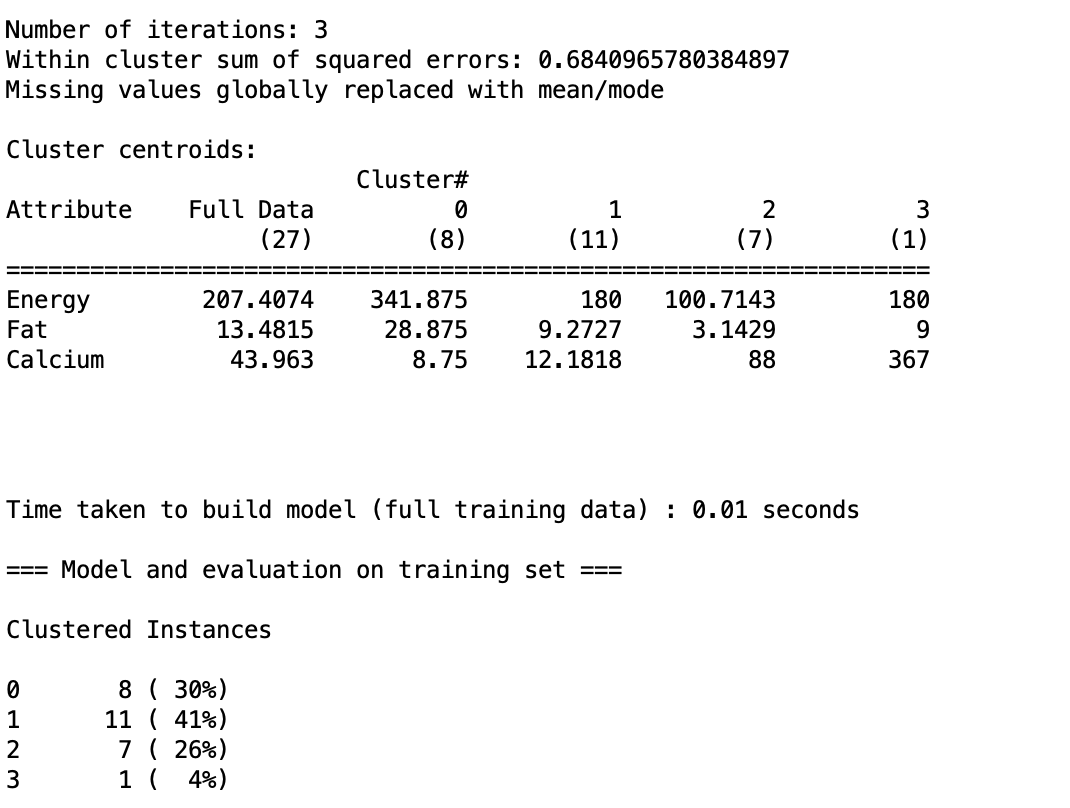 Number of iterations: 3
Within cluster sum of squared errors: 0.6840965780384897
Missing values globally replaced with mean/mode
Cluster centroids:
Cluster#
Attribute    Full Data          0          1          2          3
(27)        (8)       (11)        (7)        (1)
==================================================================
Energy        207.4074    341.875        180   100.7143        180
Fat            13.4815     28.875     9.2727     3.1429          9
Calcium         43.963       8.75    12.1818         88        367
Time taken to build model (full training data) : 0.01 seconds
=== Model and evaluation on training set ===
Clustered Instances
0       8 ( 30%)
1      11 ( 41%)
2       7 ( 26%)
3       1 (  4%)